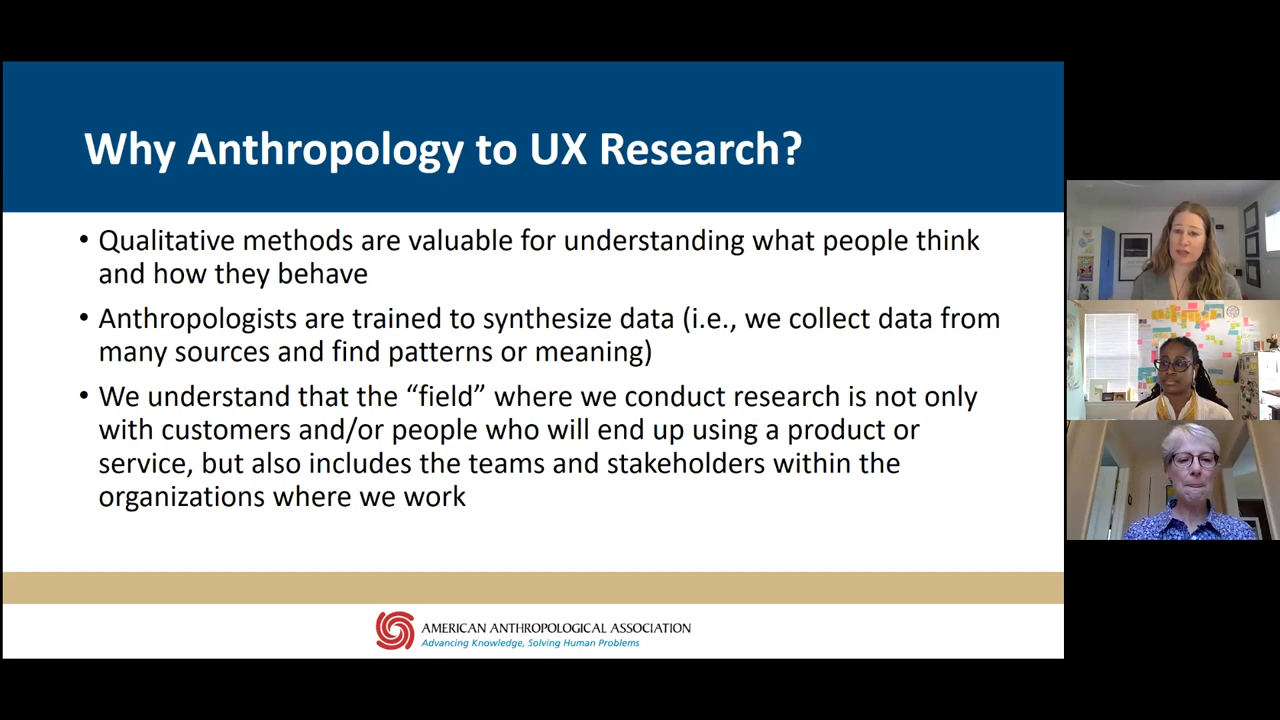 Why Anthropology to UX Research?
• Qualitative methods are valuable for understanding what people think
and how they behave
• Anthropologists are trained to synthesize data (i.e., we collect data from
many sources and find patterns or meaning)
• We understand that the “field” where we conduct research is not only
with customers and/or people who will end up using a product or
service, but also includes the teams and stakeholders within the
organizations where we work
AMERICAN ANTHROPOLOGICAL ASSOCIATION
Advancing Knowledge, Solving Human Problems